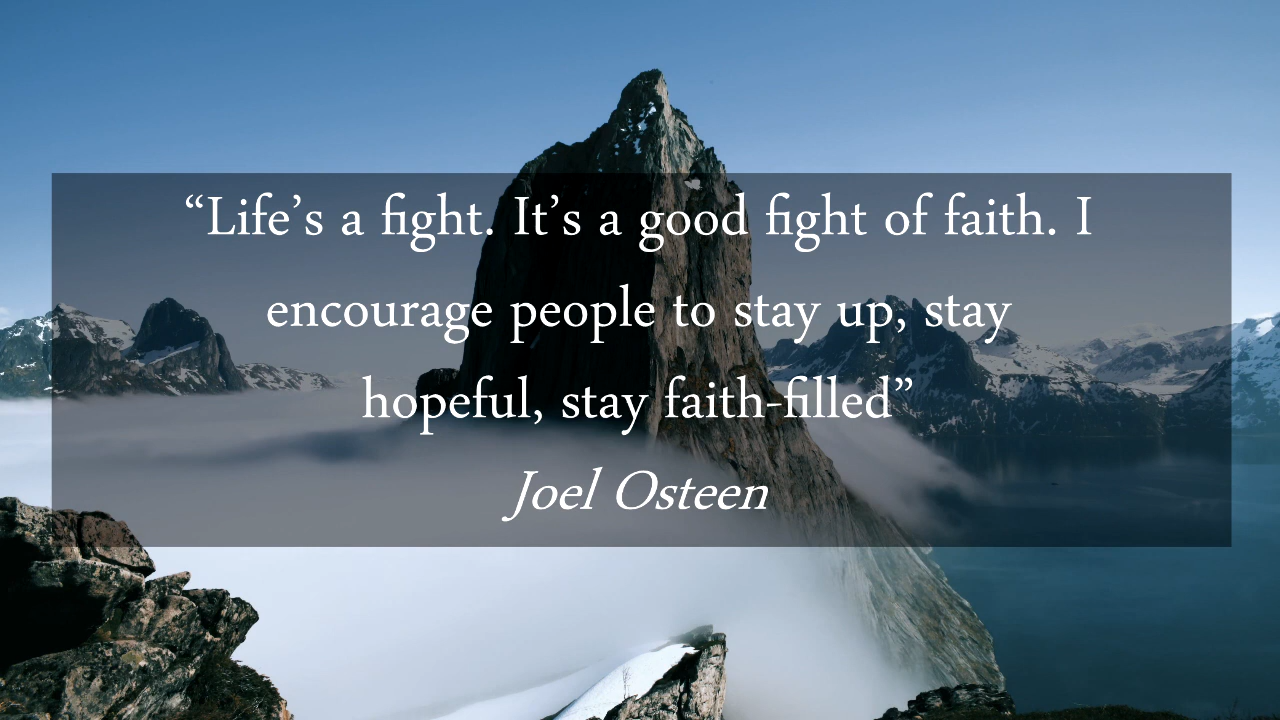 “Life’s a fight. It’s a good fight of faith. I
encourage people to stay up, stay
hopeful, stay faith-filled”
Joel Osteen